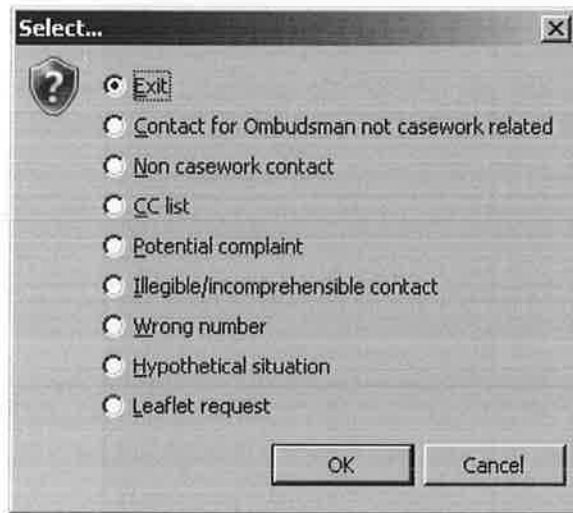 Select...
Exit
Contact for Ombudsman not casework related
Non casework contact
CC list
Potential complaint
Illegible/incomprehensible contact
Wrong number
Hypothetical situation
Leaflet request
OK
Cancel